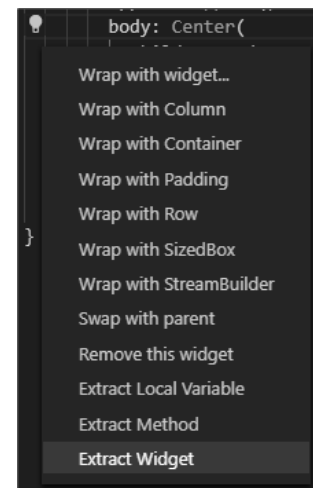 body: Center(
Wrap with widget...
Wrap with Column
Wrap with Container
Wrap with Padding
Wrap with Row
}
Wrap with SizedBox
Wrap with StreamBuilder
Swap with parent
Remove this widget
Extract Local Variable
Extract Method
Extract Widget